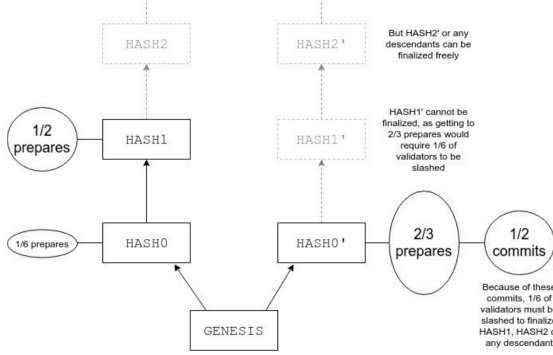 HASH2
HASH2'
But HASH2' or any
descendants can be
finalized freely
1/2
prepares
HASH1
HASH1'
HASH1' cannot be
finalized, as getting to
2/3 prepares would
require 1/6 of
validators to be
slashed
1/6 prepares
HASH0
HASH0'
2/3
prepares
1/2
commits
Because of these
commits, 1/6 of
validators must be
slashed to finalize
HASH1, HASH2 o
any descendant
GENESIS